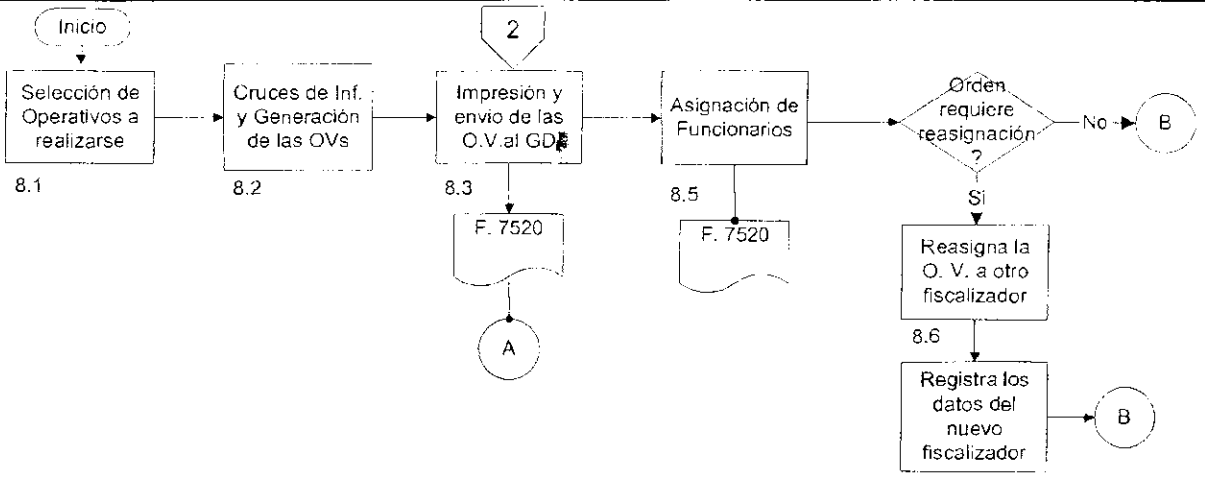 Inicio
2
Selección de
Operativos a
realizarse
8.1
Cruces de Inf.
y Generación
de las OVs
8.2
Impresión y
envio de las
O.V.al GDF
8.3
F. 7520
A
Asignación de
Funcionarios
8.5
F. 7520
Orden
requiere
reasignación
?
No
B
Si
Reasigna la
O. V. a otro
fiscalizador
8.6
Registra los
datos del
nuevo
fiscalizador
B